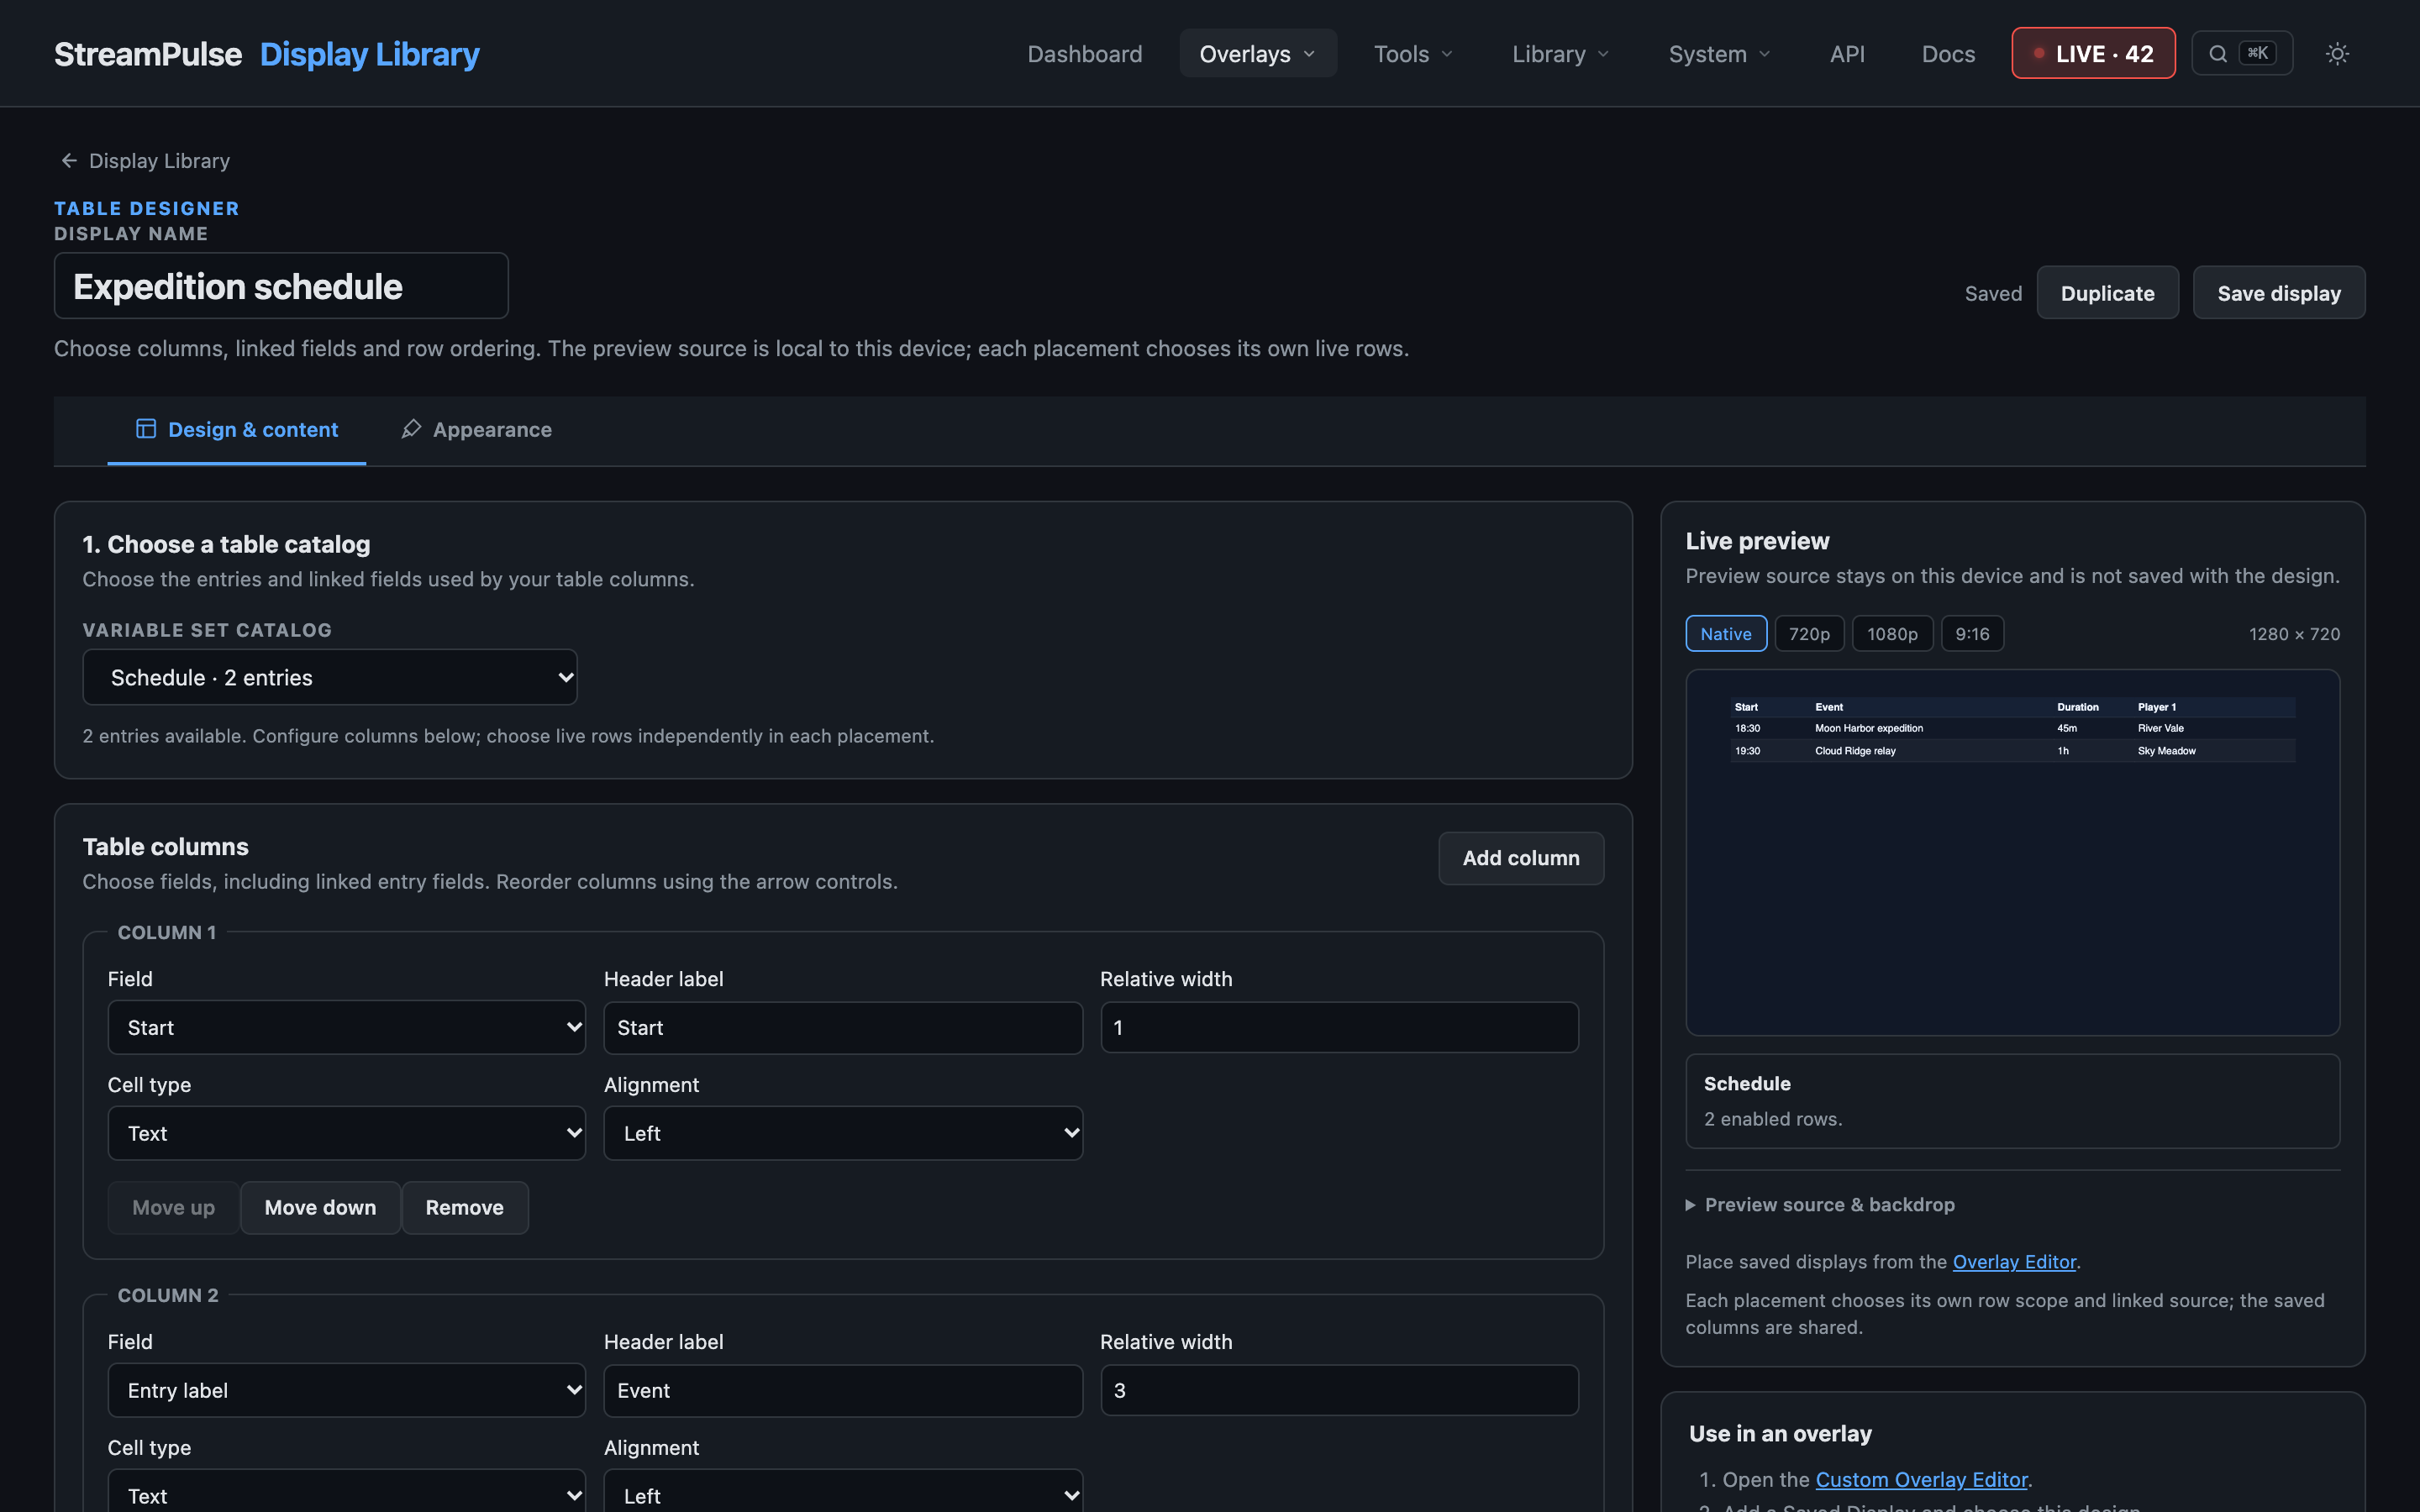 StreamPulse Display Library
Dashboard
Overlays
Tools
Library
System
API
Docs
LIVE · 42
⌘K
Display Library
TABLE DESIGNER
DISPLAY NAME
Expedition schedule
Saved
Duplicate
Save display
Choose columns, linked fields and row ordering. The preview source is local to this device; each placement chooses its own live rows.
Design & content
Appearance
1. Choose a table catalog
Choose the entries and linked fields used by your table columns.
VARIABLE SET CATALOG
Schedule · 2 entries
2 entries available. Configure columns below; choose live rows independently in each placement.
Table columns
Choose fields, including linked entry fields. Reorder columns using the arrow controls.
Add column
COLUMN 1
Field
Header label
Relative width
Start
Start
1
Cell type
Alignment
Text
Left
Move up
Move down
Remove
COLUMN 2
Field
Header label
Relative width
Entry label
Event
3
Cell type
Alignment
Text
Left
Live preview
Preview source stays on this device and is not saved with the design.
Native
720p
1080p
9:16
1280 × 720
Start Event Duration Player 1
18:30 Moon Harbor expedition 45m River Vale
19:30 Cloud Ridge relay 1h Sky Meadow
Schedule
2 enabled rows.
Preview source & backdrop
Place saved displays from the Overlay Editor.
Each placement chooses its own row scope and linked source; the saved
columns are shared.
Use in an overlay
1. Open the Custom Overlay Editor.
2. Add a Saved Display and choose this design